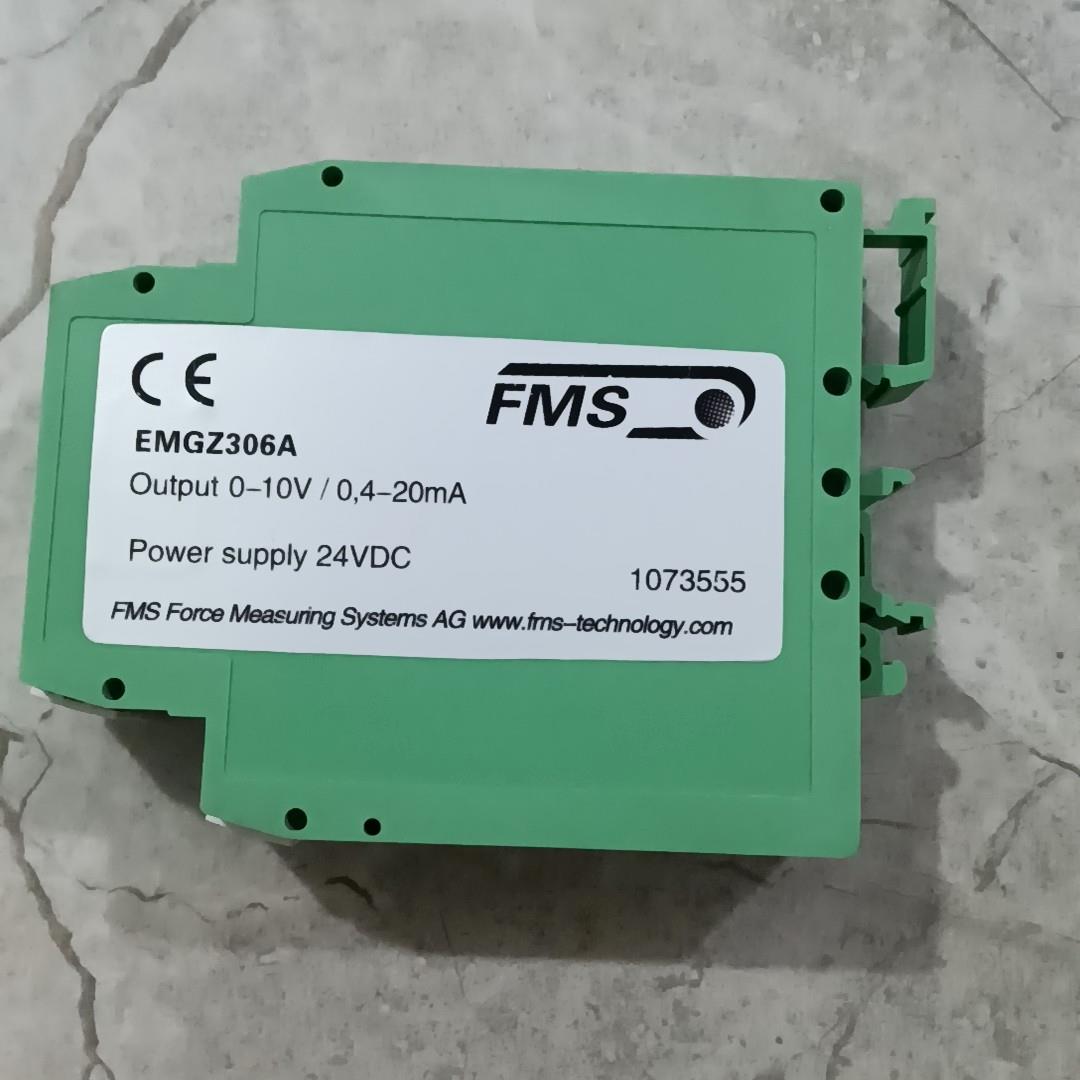 CE
FMS
EMGZ306A
Output 0–10V / 0,4–20mA
Power supply 24VDC
1073555
FMS Force Measuring Systems AG www.fms–technology.com